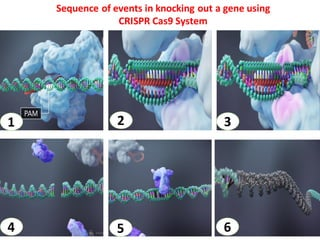 Sequence of events in knocking out a gene using
CRISPR Cas9 System
PAM
1
2
3
4
5
6